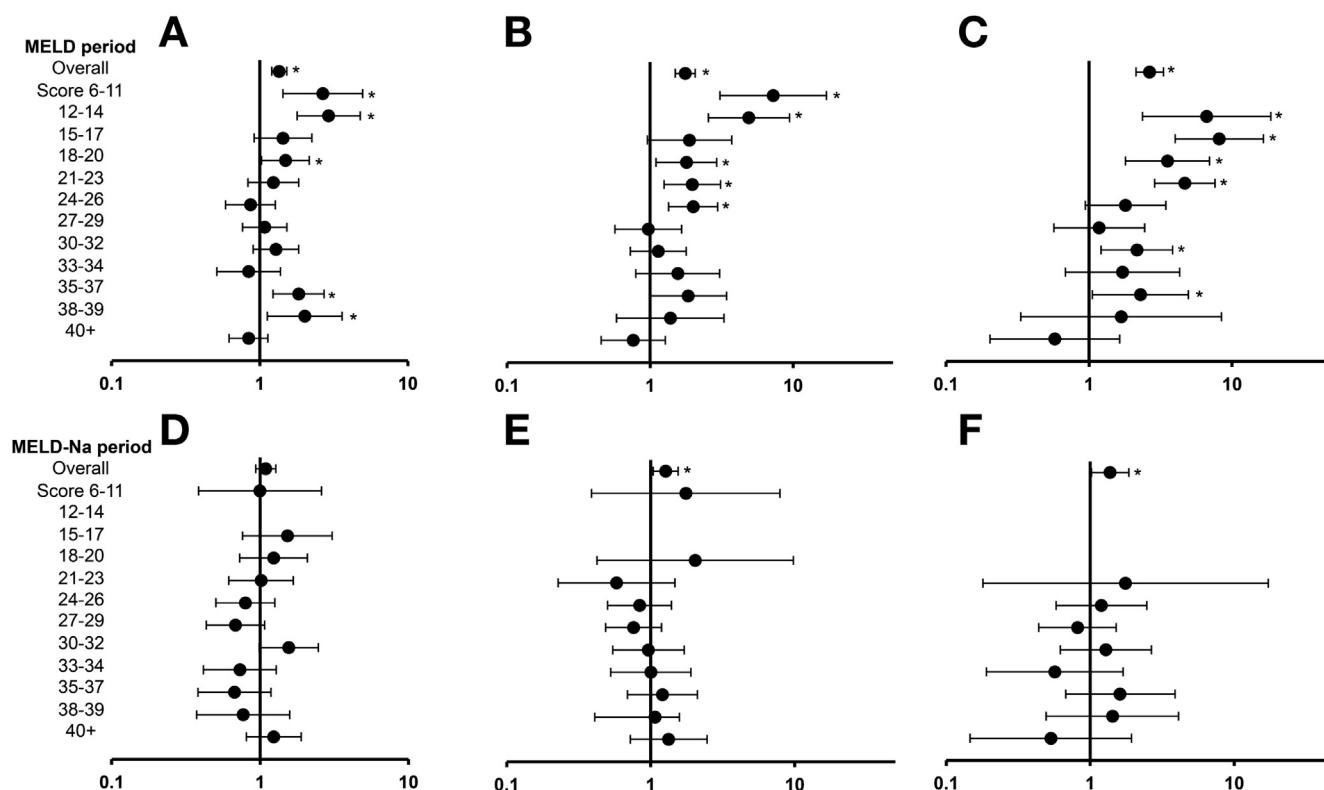 A B C
MELD period
Overall * * *
Score 6-11 * *
12-14 * * *
15-17 *
18-20 * * *
21-23 * *
24-26 *
27-29
30-32 *
33-34
35-37 * *
38-39 *
40+
0.1 1 10 0.1 1 10 0.1 1 10
D E F
MELD-Na period
Overall * *
Score 6-11
12-14
15-17
18-20
21-23
24-26
27-29
30-32
33-34
35-37
38-39
40+
0.1 1 10 0.1 1 10 0.1 1 10